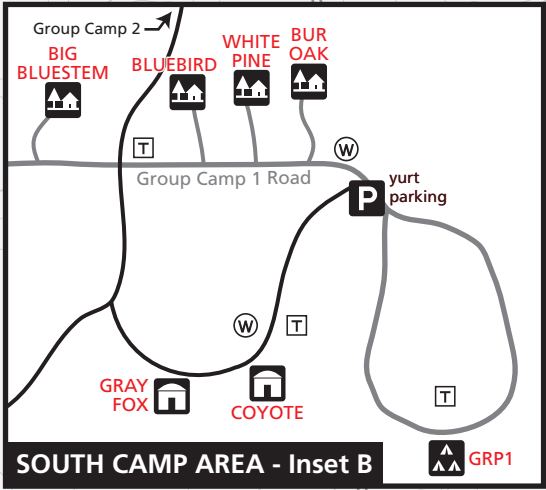 Group Camp 2
BIG
BLUESTEM
BLUEBIRD
WHITE
PINE
BUR
OAK
T
W
Group Camp 1 Road
P
yurt
parking
W
T
GRAY
FOX
COYOTE
T
GRP1
SOUTH CAMP AREA - Inset B